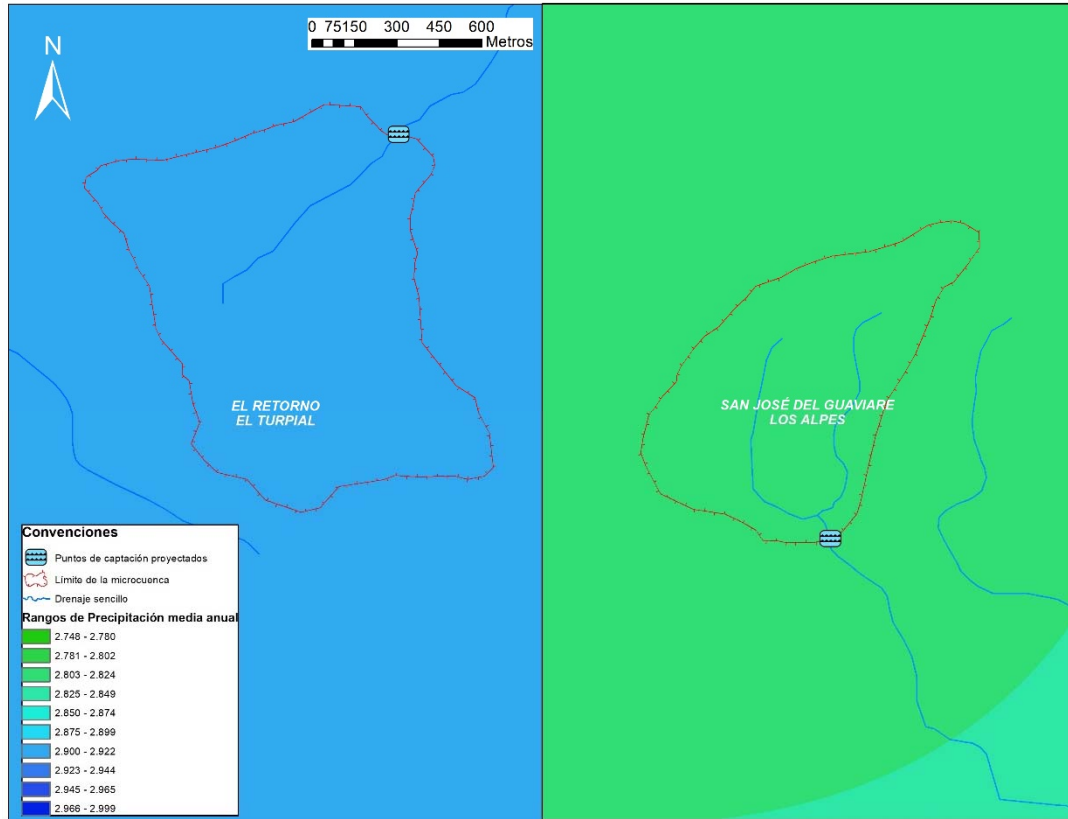 N
0 75150 300 450 600
Metros
EL RETORNO
EL TURPIAL
SAN JOSÉ DEL GUAVIARE
LOS ALPES
Convenciones
Puntos de captación proyectados
Límite de la microcuenca
Drenaje sencillo
Rangos de Precipitación media anual
2.748 - 2.780
2.781 - 2.802
2.803 - 2.824
2.825 - 2.849
2.850 - 2.874
2.875 - 2.899
2.900 - 2.922
2.923 - 2.944
2.945 - 2.965
2.966 - 2.999